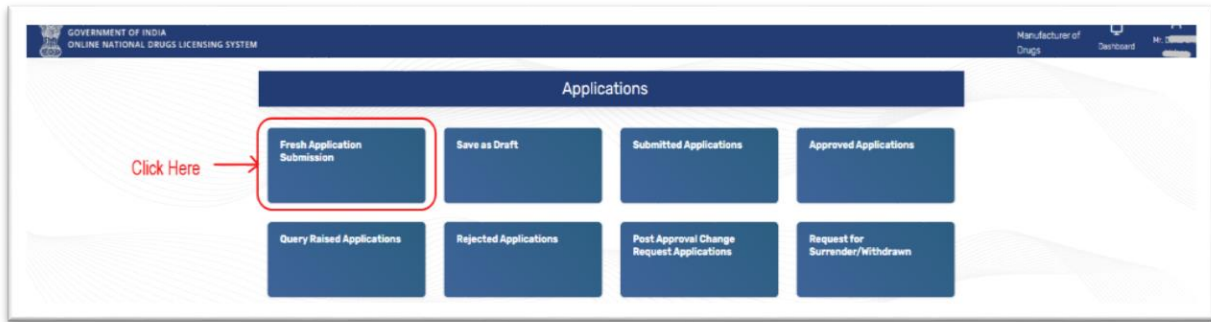 GOVERNMENT OF INDIA
ONLINE NATIONAL DRUGS LICENSING SYSTEM
Manufacturer of
Drugs
Dashboard
Mr.
Applications
Click Here
Fresh Application
Submission
Save as Draft
Submitted Applications
Approved Applications
Query Raised Applications
Rejected Applications
Post Approval Change
Request Applications
Request for
Surrender/Withdrawn